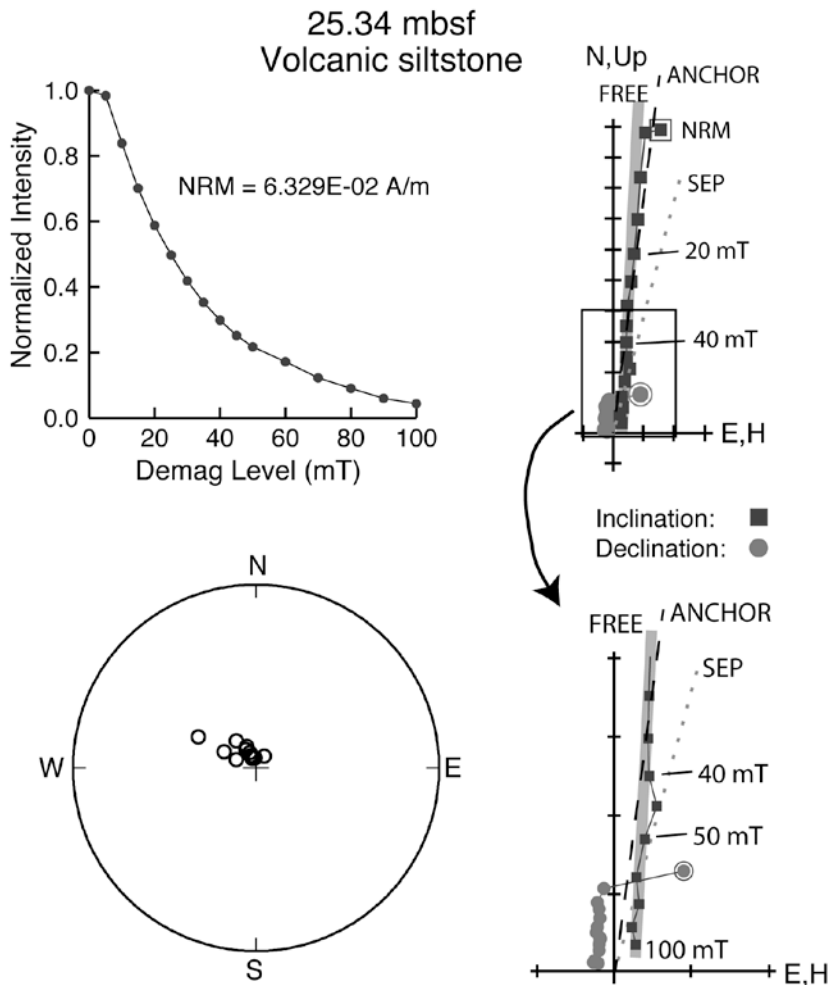 25.34 mbsf
Volcanic siltstone
1.0
0.8
0.6
0.4
0.2
0.0
Normalized Intensity
NRM = 6.329E-02 A/m
0
20
40
60
80
100
Demag Level (mT)
N,Up
FREE
ANCHOR
NRM
SEP
20 mT
40 mT
E,H
Inclination:
Declination:
N
W
E
S
FREE
ANCHOR
SEP
40 mT
50 mT
100 mT
E,H